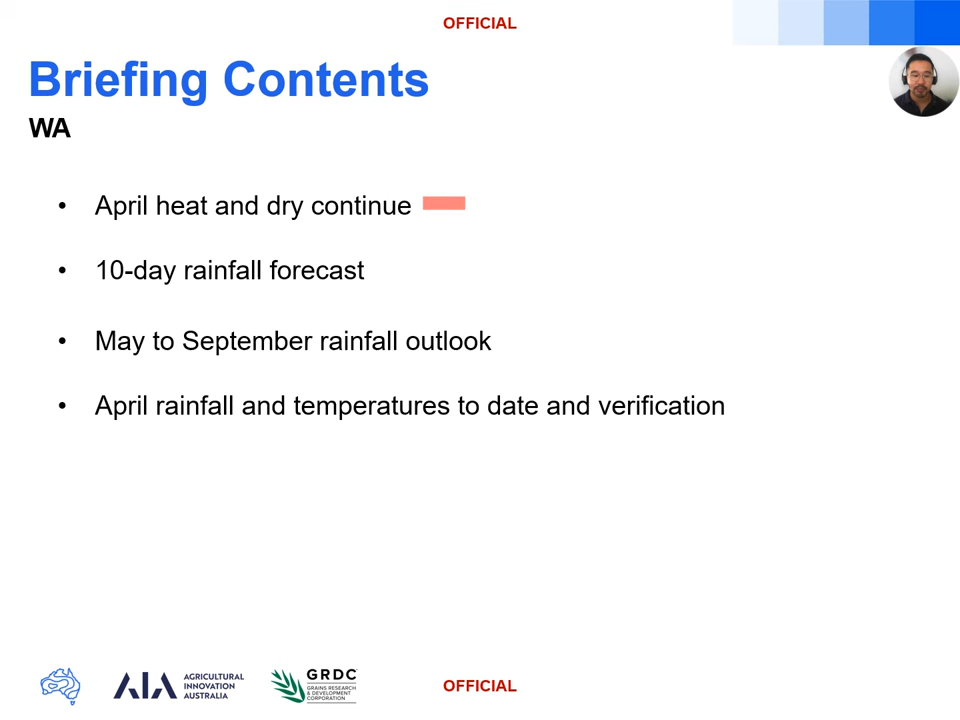 OFFICIAL
Briefing Contents
WA
• April heat and dry continue
• 10-day rainfall forecast
• May to September rainfall outlook
• April rainfall and temperatures to date and verification
AIA AGRICULTURAL
INNOVATION
AUSTRALIA
GRDC
GRAINS RESEARCH
& DEVELOPMENT
CORPORATION
OFFICIAL